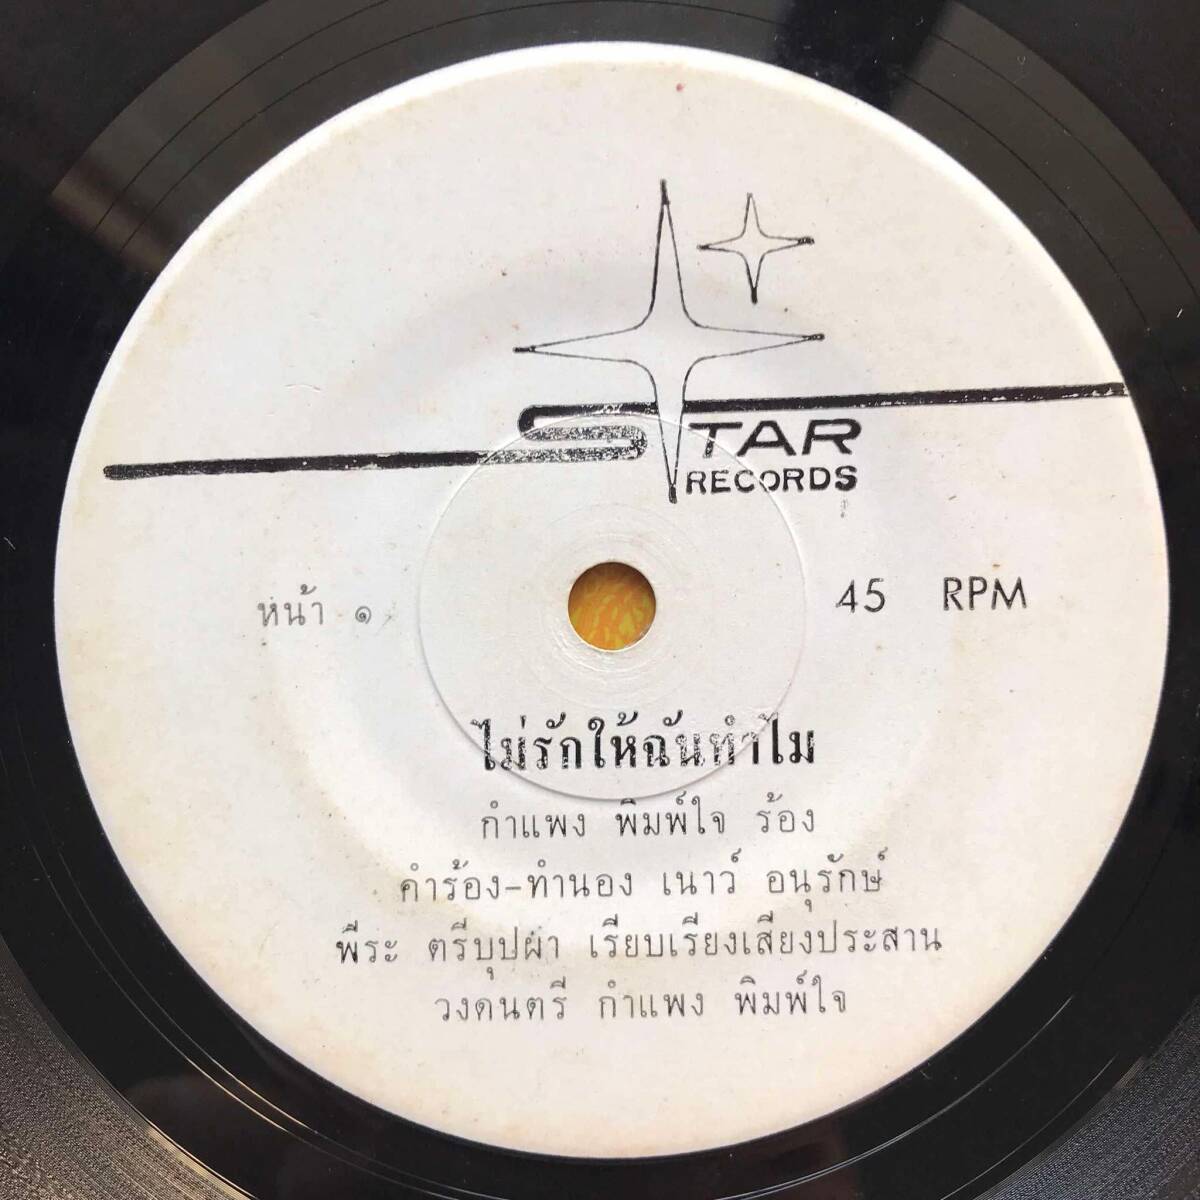 STAR
RECORDS
หน้า ๑
45 RPM
ไม่รักให้ฉันทำไม
กำแพง พิมพ์ใจ ร้อง
คำร้อง-ทำนอง เนาว์ อนุรักษ์
พีระ ตรีบุปผา เรียบเรียงเสียงประสาน
วงดนตรี กำแพง พิมพ์ใจ